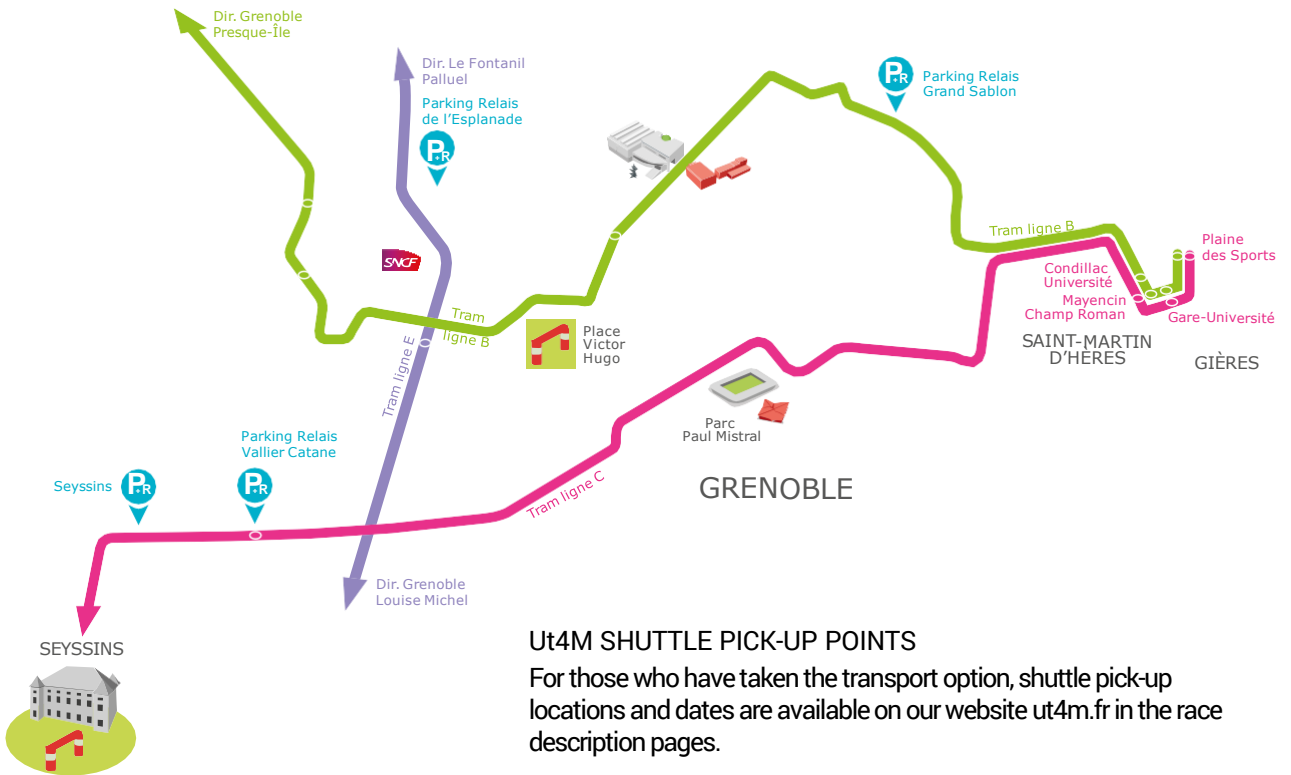 Dir. Grenoble
Presque-Île
Dir. Le Fontanil
Palluel
Parking Relais
de l'Esplanade
P+R
P+R
Parking Relais
Grand Sablon
SNCF
Tram ligne B
Plaine
des Sports
Condillac
Université
Mayencin
Champ Roman
Gare-Université
SAINT-MARTIN
D'HÈRES
GIÈRES
Tram
ligne B
Place
Victor
Hugo
Tram ligne E
Parc
Paul Mistral
Parking Relais
Vallier Catane
Seyssins
P+R
P+R
Tram ligne C
GRENOBLE
Dir. Grenoble
Louise Michel
SEYSSINS
Ut4M SHUTTLE PICK-UP POINTS
For those who have taken the transport option, shuttle pick-up
locations and dates are available on our website ut4m.fr in the race
description pages.